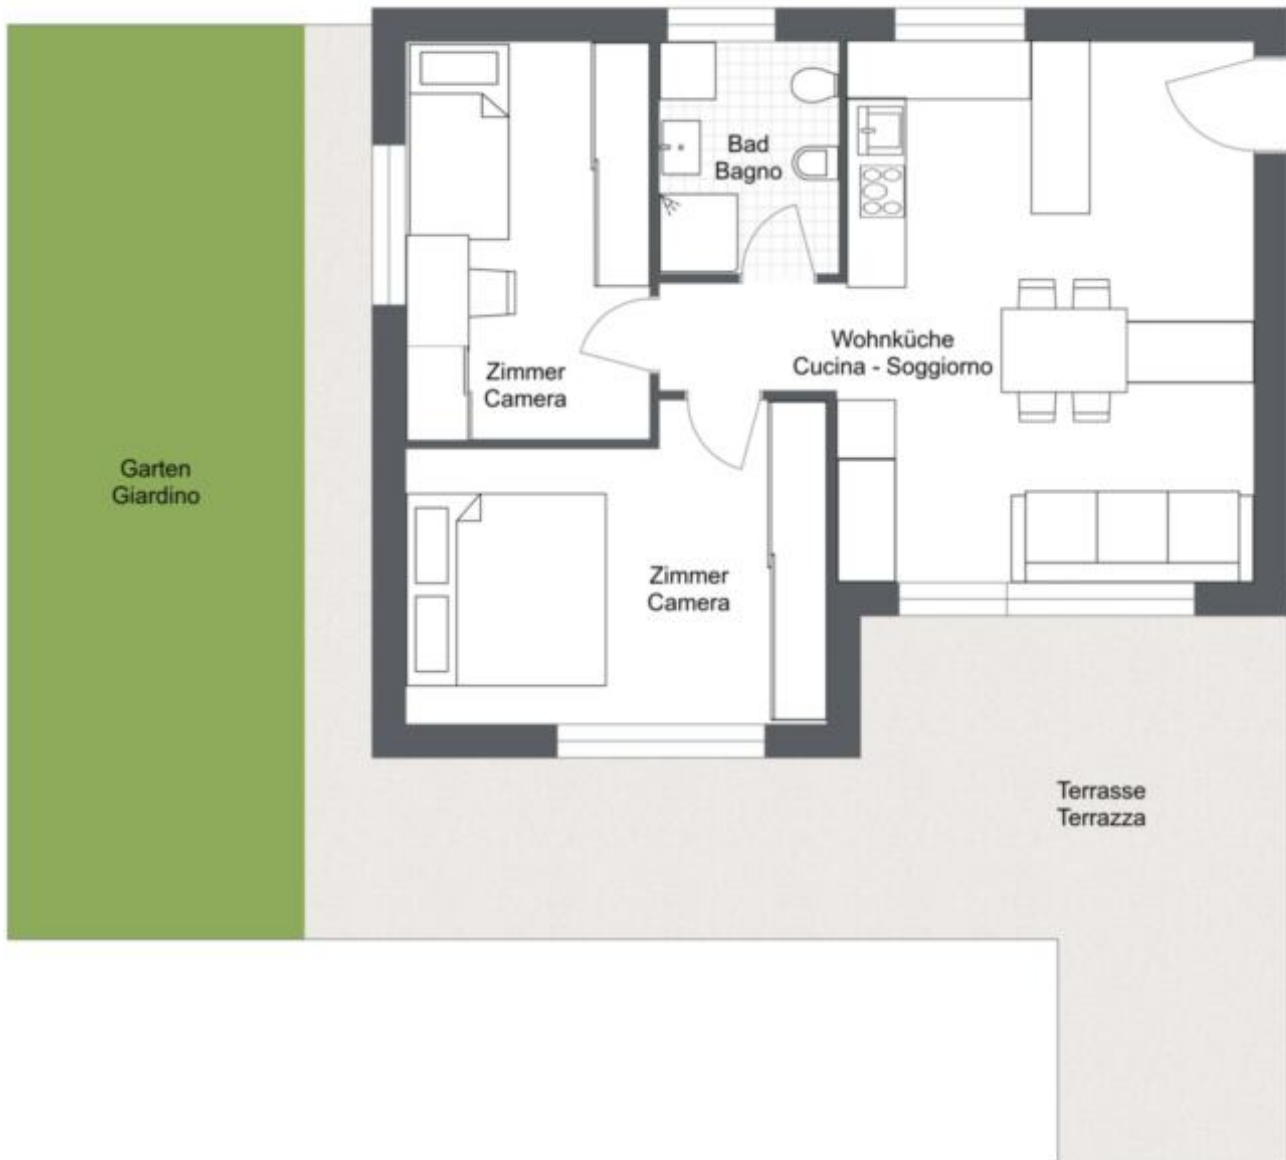 Bad
Bagno
Wohnküche
Cucina - Soggiorno
Zimmer
Camera
Garten
Giardino
Zimmer
Camera
Terrasse
Terrazza